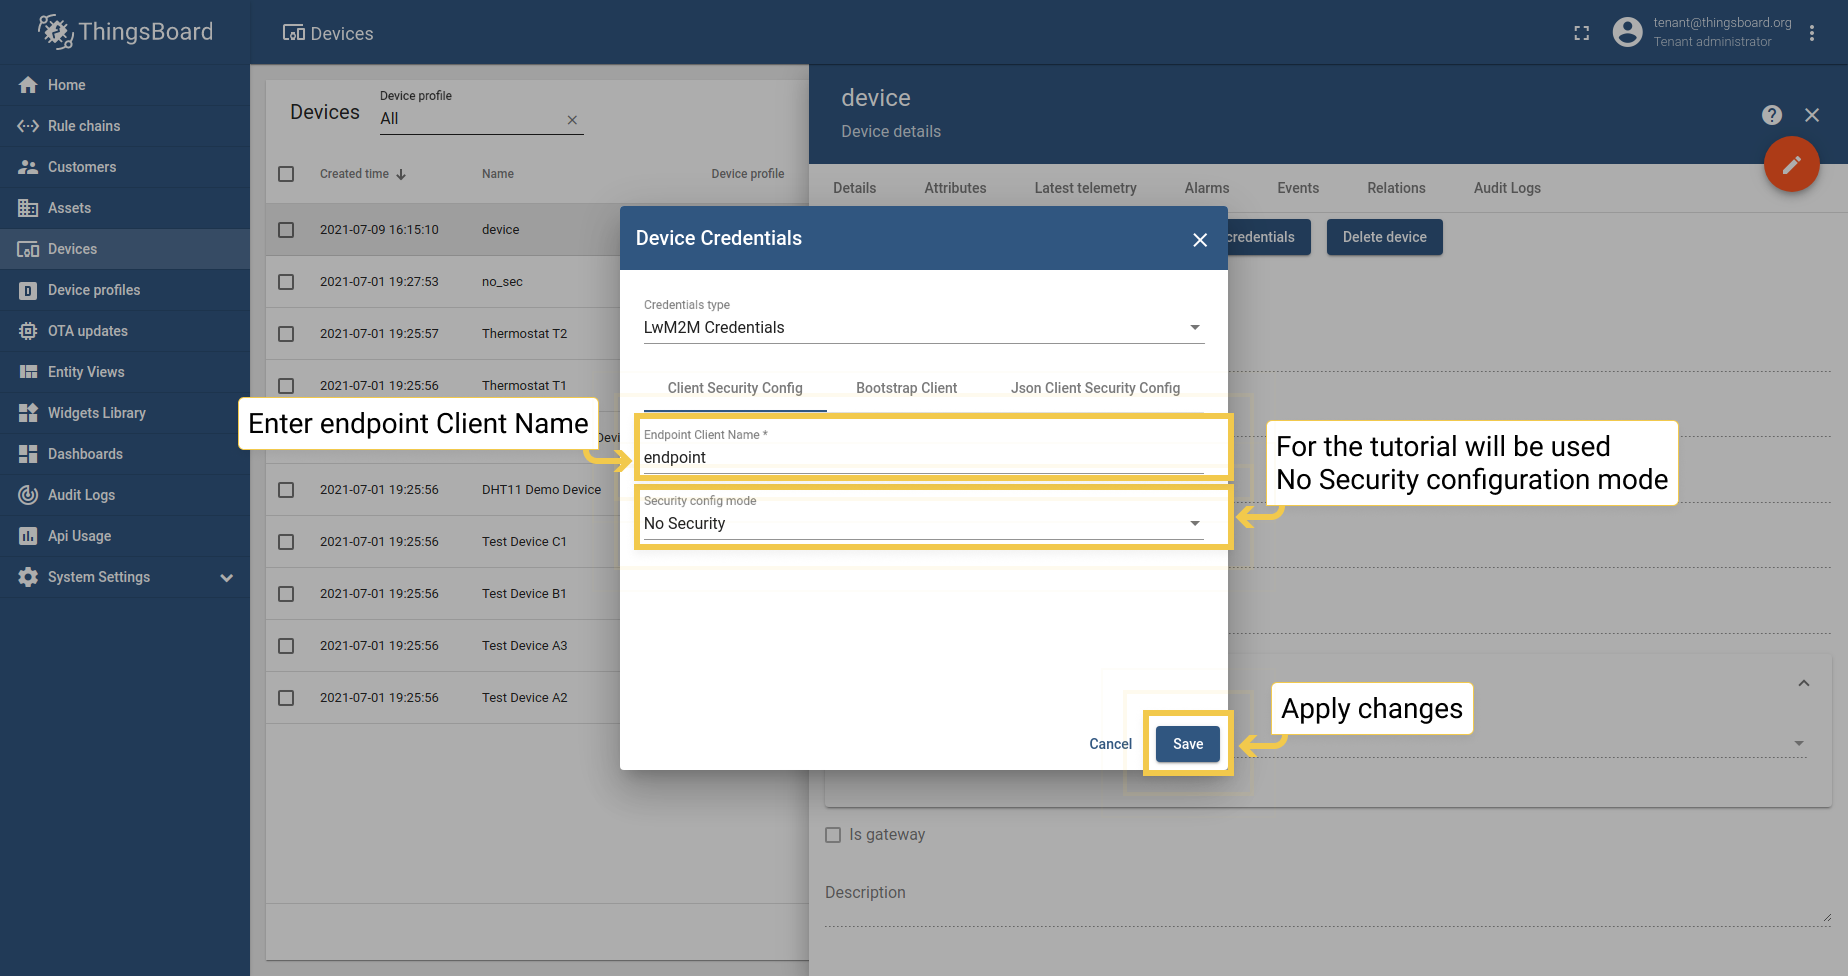 ThingsBoard
Devices
tenant@thingsboard.org
Tenant administrator
Home
Rule chains
Customers
Assets
Devices
Device profiles
OTA updates
Entity Views
Widgets Library
Dashboards
Audit Logs
Api Usage
System Settings
Devices
Device profile
All
Created time
Name
Device profile
2021-07-09 16:15:10
device
2021-07-01 19:27:53
no_sec
2021-07-01 19:25:57
Thermostat T2
2021-07-01 19:25:56
Thermostat T1
2021-07-01 19:25:56
DHT11 Demo Device
2021-07-01 19:25:56
Test Device C1
2021-07-01 19:25:56
Test Device B1
2021-07-01 19:25:56
Test Device A3
2021-07-01 19:25:56
Test Device A2
device
Device details
Details
Attributes
Latest telemetry
Alarms
Events
Relations
Audit Logs
credentials
Delete device
Device Credentials
Credentials type
LwM2M Credentials
Client Security Config
Bootstrap Client
Json Client Security Config
Enter endpoint Client Name
Endpoint Client Name *
endpoint
For the tutorial will be used
No Security configuration mode
Security config mode
No Security
Apply changes
Cancel
Save
Is gateway
Description